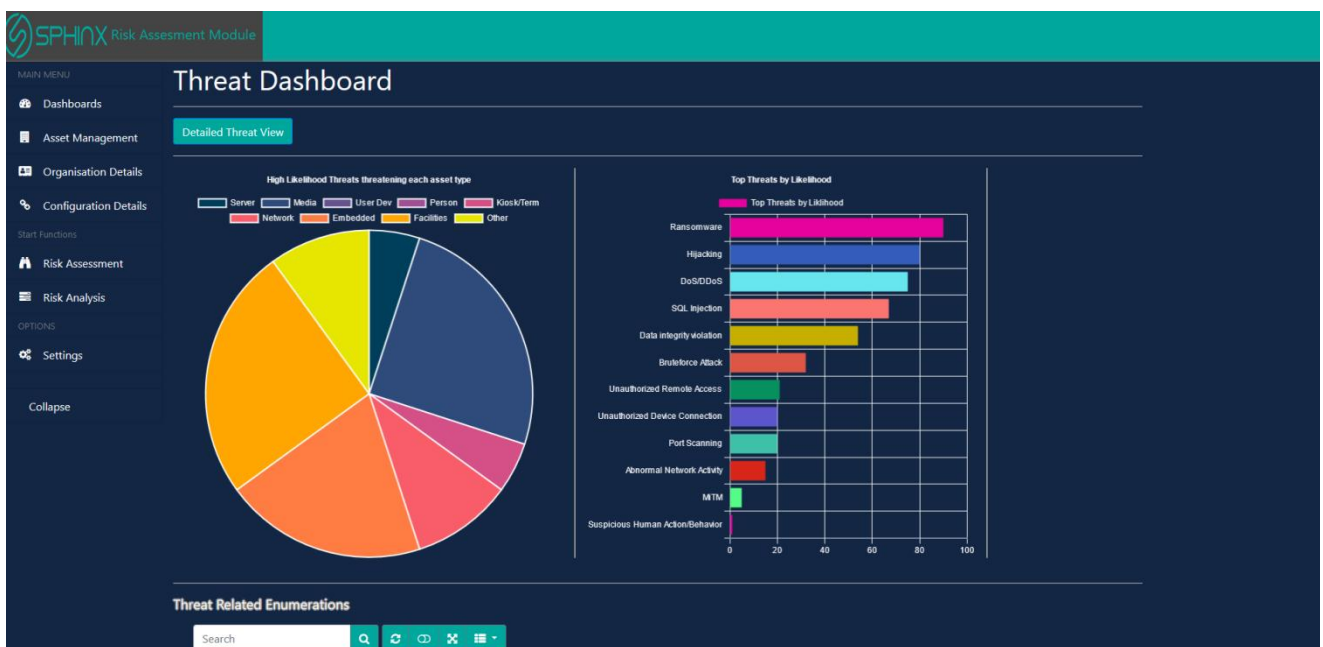 SPHINX Risk Assesment Module
MAIN MENU
Dashboards
Asset Management
Organisation Details
Configuration Details
Start Functions
Risk Assessment
Risk Analysis
OPTIONS
Settings
Collapse
Threat Dashboard
Detailed Threat View
High Likelihood Threats threatening each asset type
Server Media User Dev Person Kiosk/Term
Network Embedded Facilities Other
Top Threats by Likelihood
Top Threats by Liklihood
Ransomware
Hijacking
DoS/DDoS
SQL Injection
Data integrity violation
Bruteforce Attack
Unauthorized Remote Access
Unauthorized Device Connection
Port Scanning
Abnormal Network Activity
MiTM
Suspicious Human Action/Behavior
0 20 40 60 80 100
Threat Related Enumerations
Search